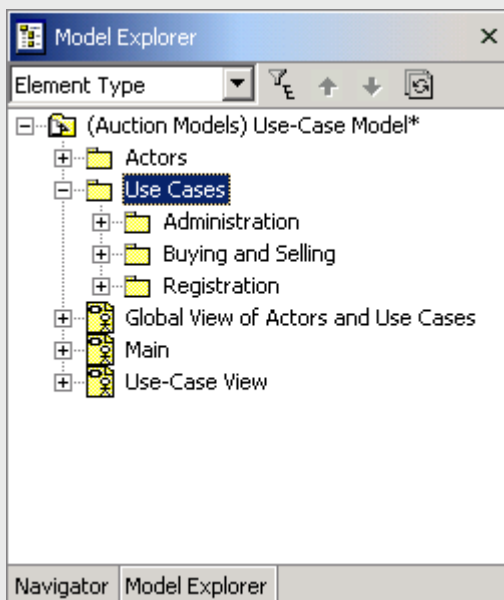 Model Explorer
Element Type
(Auction Models) Use-Case Model*
Actors
Use Cases
Administration
Buying and Selling
Registration
Global View of Actors and Use Cases
Main
Use-Case View
Navigator Model Explorer